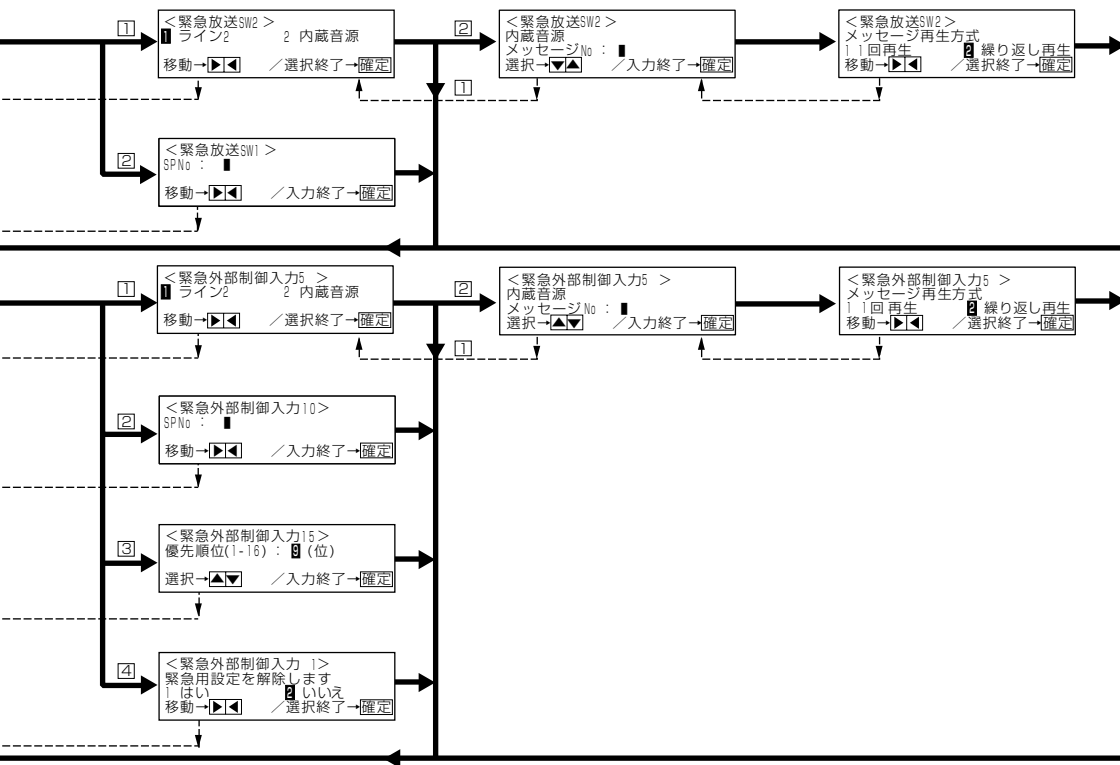 1
＜緊急放送SW2＞
1 ライン2 2 内蔵音源
移動→▶◀ ／選択終了→確定
2
＜緊急放送SW2＞
内蔵音源
メッセージNo：
選択→▼▲ ／入力終了→確定
＜緊急放送SW2＞
メッセージ再生方式
1 1回再生 2 繰り返し再生
移動→▶◀ ／選択終了→確定
1
2
＜緊急放送SW1＞
SPNo：
移動→▶◀ ／入力終了→確定
1
＜緊急外部制御入力5 ＞
1 ライン2 2 内蔵音源
移動→▶◀ ／選択終了→確定
2
＜緊急外部制御入力5 ＞
内蔵音源
メッセージNo：
選択→▲▼ ／入力終了→確定
＜緊急外部制御入力5 ＞
メッセージ再生方式
1 1回 再生 2 繰り返し再生
移動→▶◀ ／選択終了→確定
1
2
＜緊急外部制御入力10＞
SPNo：
移動→▶◀ ／入力終了→確定
3
＜緊急外部制御入力15＞
優先順位(1-16)： 9 (位)
選択→▲▼ ／入力終了→確定
4
＜緊急外部制御入力 1＞
緊急用設定を解除します
1 はい 2 いいえ
移動→▶◀ ／選択終了→確定